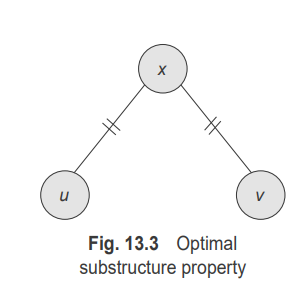 x
u
v
Fig. 13.3 Optimal
substructure property